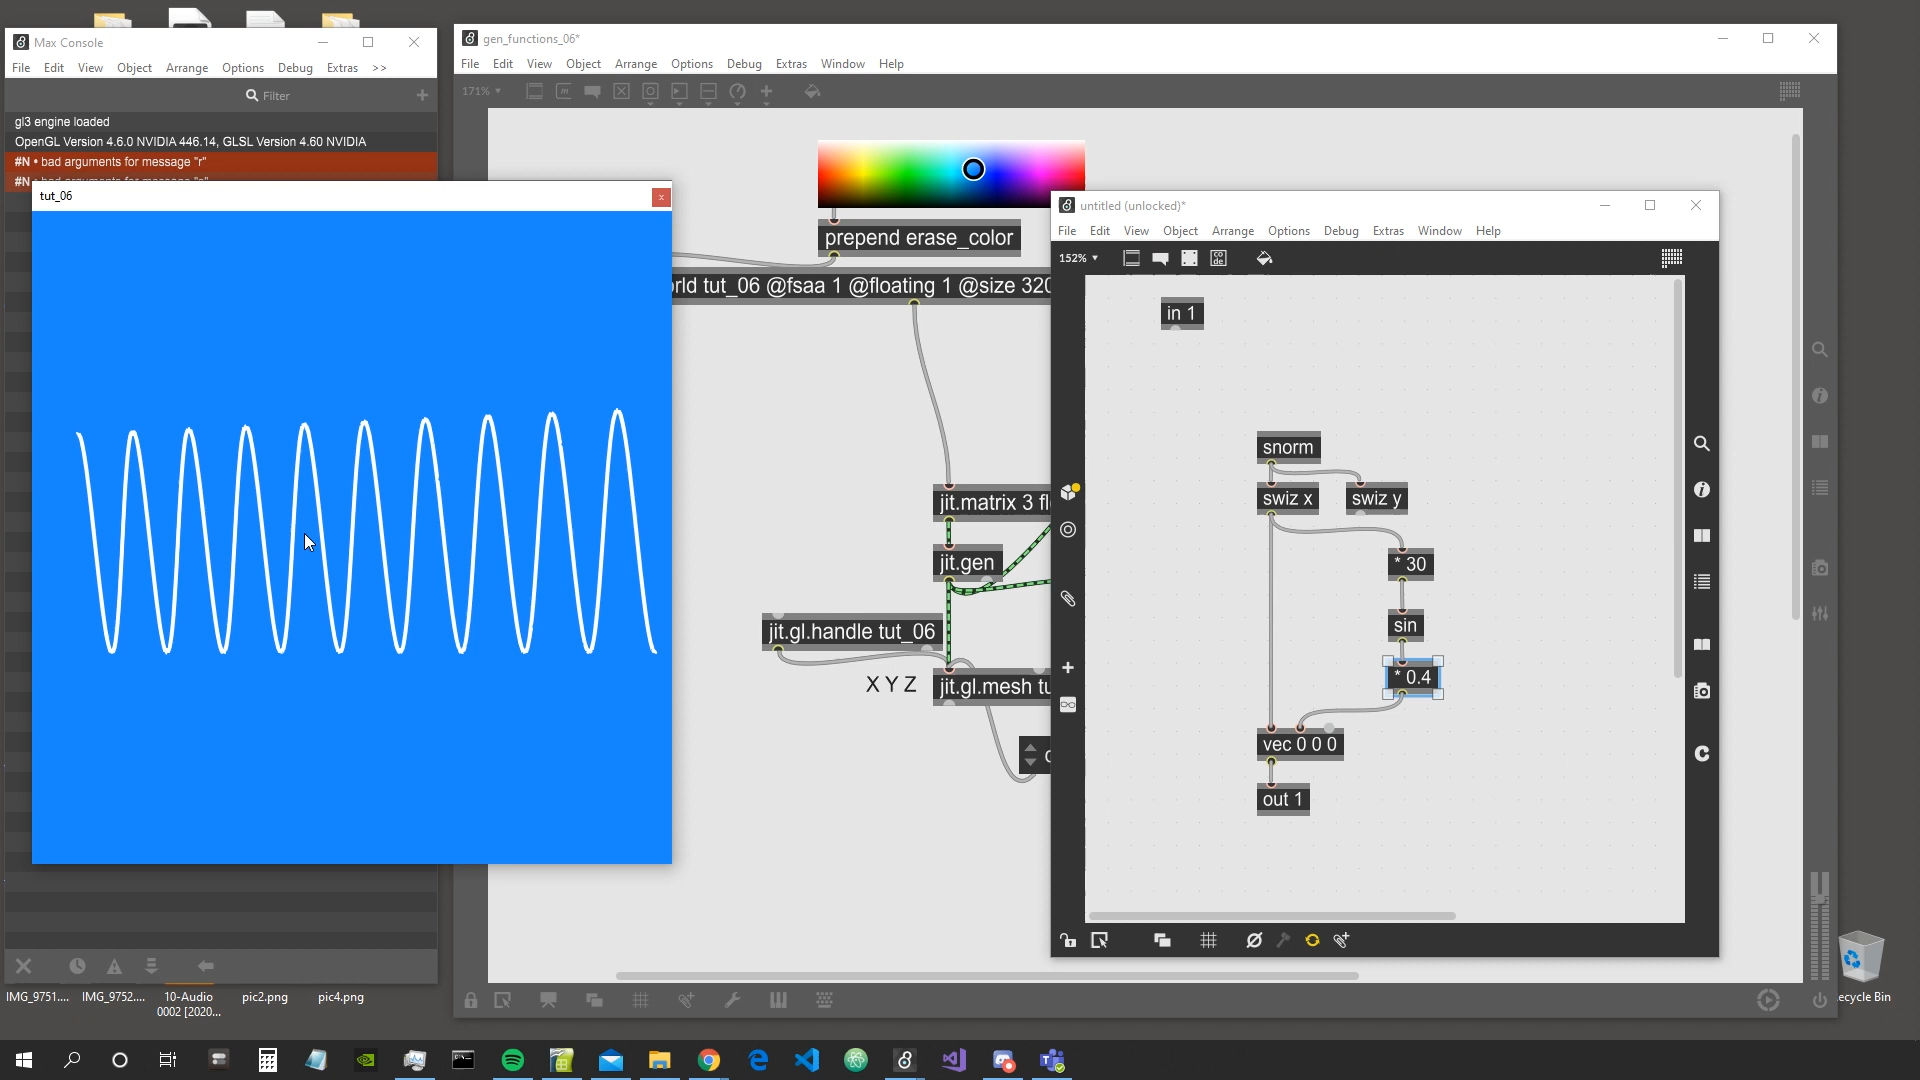 Max Console
File Edit View Object Arrange Options Debug Extras >>
Filter
gl3 engine loaded
OpenGL Version 4.6.0 NVIDIA 446.14, GLSL Version 4.60 NVIDIA
#N • bad arguments for message "r"
#N • bad arguments for message
tut_06
x
gen_functions_06*
File Edit View Object Arrange Options Debug Extras Window Help
171%
prepend erase_color
rld tut_06 @fsaa 1 @floating 1 @size 320
jit.matrix 3 fl
jit.gen
jit.gl.handle tut_06
X Y Z
jit.gl.mesh tu
untitled (unlocked)*
File Edit View Object Arrange Options Debug Extras Window Help
152%
in 1
snorm
swiz x
swiz y
* 30
sin
* 0.4
vec 0 0 0
out 1
IMG_9751....
IMG_9752....
10-Audio
0002 [2020...
pic2.png
pic4.png
ecycle Bin